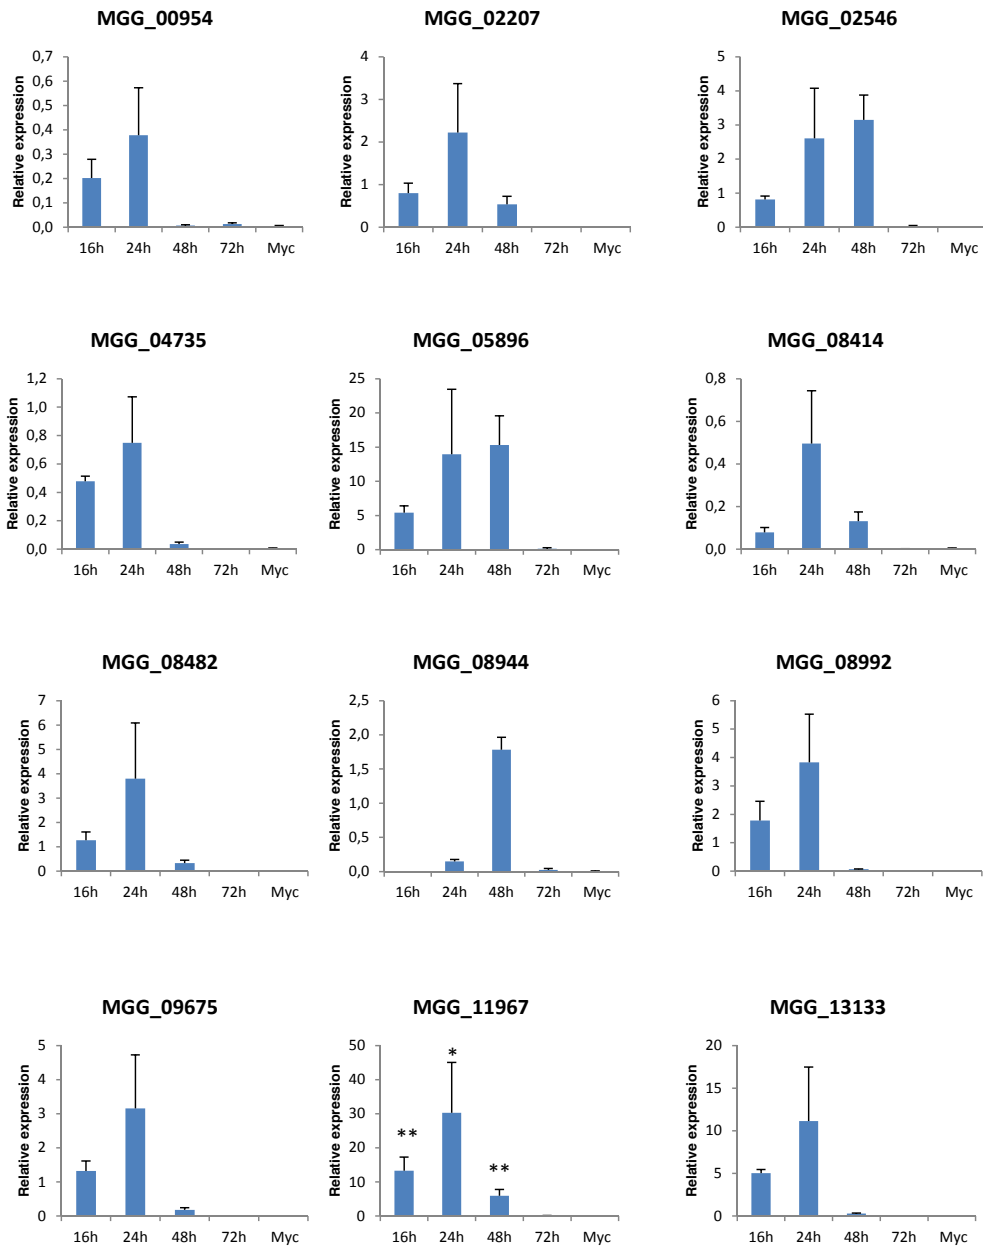 MGG_00954
Relative expression
0,7
0,6
0,5
0,4
0,3
0,2
0,1
0,0
16h 24h 48h 72h Myc
MGG_02207
Relative expression
4
3
2
1
0
16h 24h 48h 72h Myc
MGG_02546
Relative expression
5
4
3
2
1
0
16h 24h 48h 72h Myc
MGG_04735
Relative expression
1,2
1,0
0,8
0,6
0,4
0,2
0,0
16h 24h 48h 72h Myc
MGG_05896
Relative expression
25
20
15
10
5
0
16h 24h 48h 72h Myc
MGG_08414
Relative expression
0,8
0,6
0,4
0,2
0,0
16h 24h 48h 72h Myc
MGG_08482
Relative expression
7
6
5
4
3
2
1
0
16h 24h 48h 72h Myc
MGG_08944
Relative expression
2,5
2,0
1,5
1,0
0,5
0,0
16h 24h 48h 72h Myc
MGG_08992
Relative expression
6
5
4
3
2
1
0
16h 24h 48h 72h Myc
MGG_09675
Relative expression
5
4
3
2
1
0
16h 24h 48h 72h Myc
MGG_11967
Relative expression
50
40
30
20
10
0
** * **
16h 24h 48h 72h Myc
MGG_13133
Relative expression
20
15
10
5
0
16h 24h 48h 72h Myc